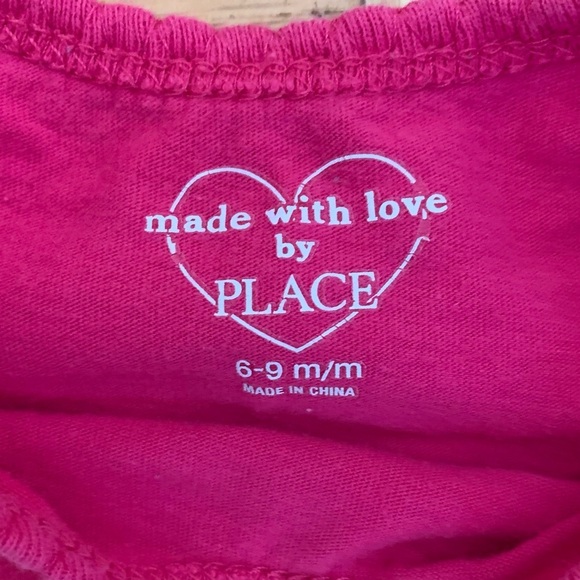 made with love
by
PLACE
6-9 m/m
MADE IN CHINA